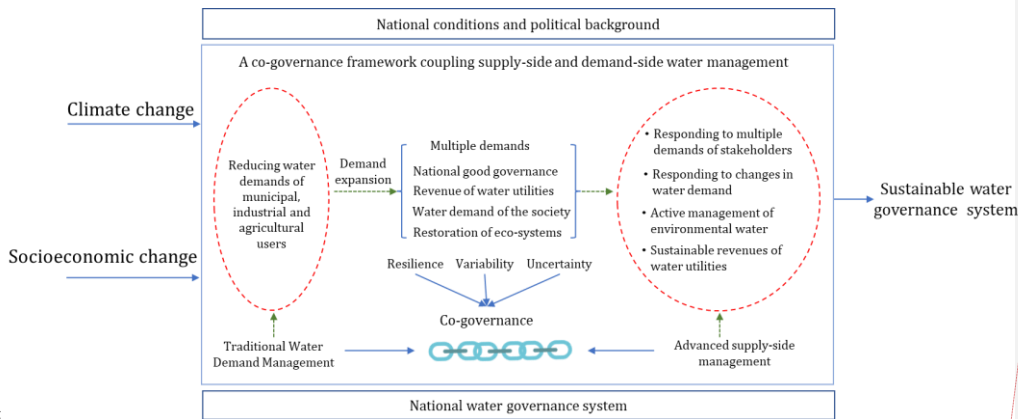 National conditions and political background
A co-governance framework coupling supply-side and demand-side water management
Climate change
Socioeconomic change
Reducing water
demands of
municipal,
industrial and
agricultural
users
Demand
expansion
Multiple demands
National good governance
Revenue of water utilities
Water demand of the society
Restoration of eco-systems
• Responding to multiple
demands of stakeholders
• Responding to changes in
water demand
• Active management of
environmental water
• Sustainable revenues of
water utilities
Sustainable water
governance system
Resilience Variability Uncertainty
Co-governance
Traditional Water
Demand Management
Advanced supply-side
management
National water governance system